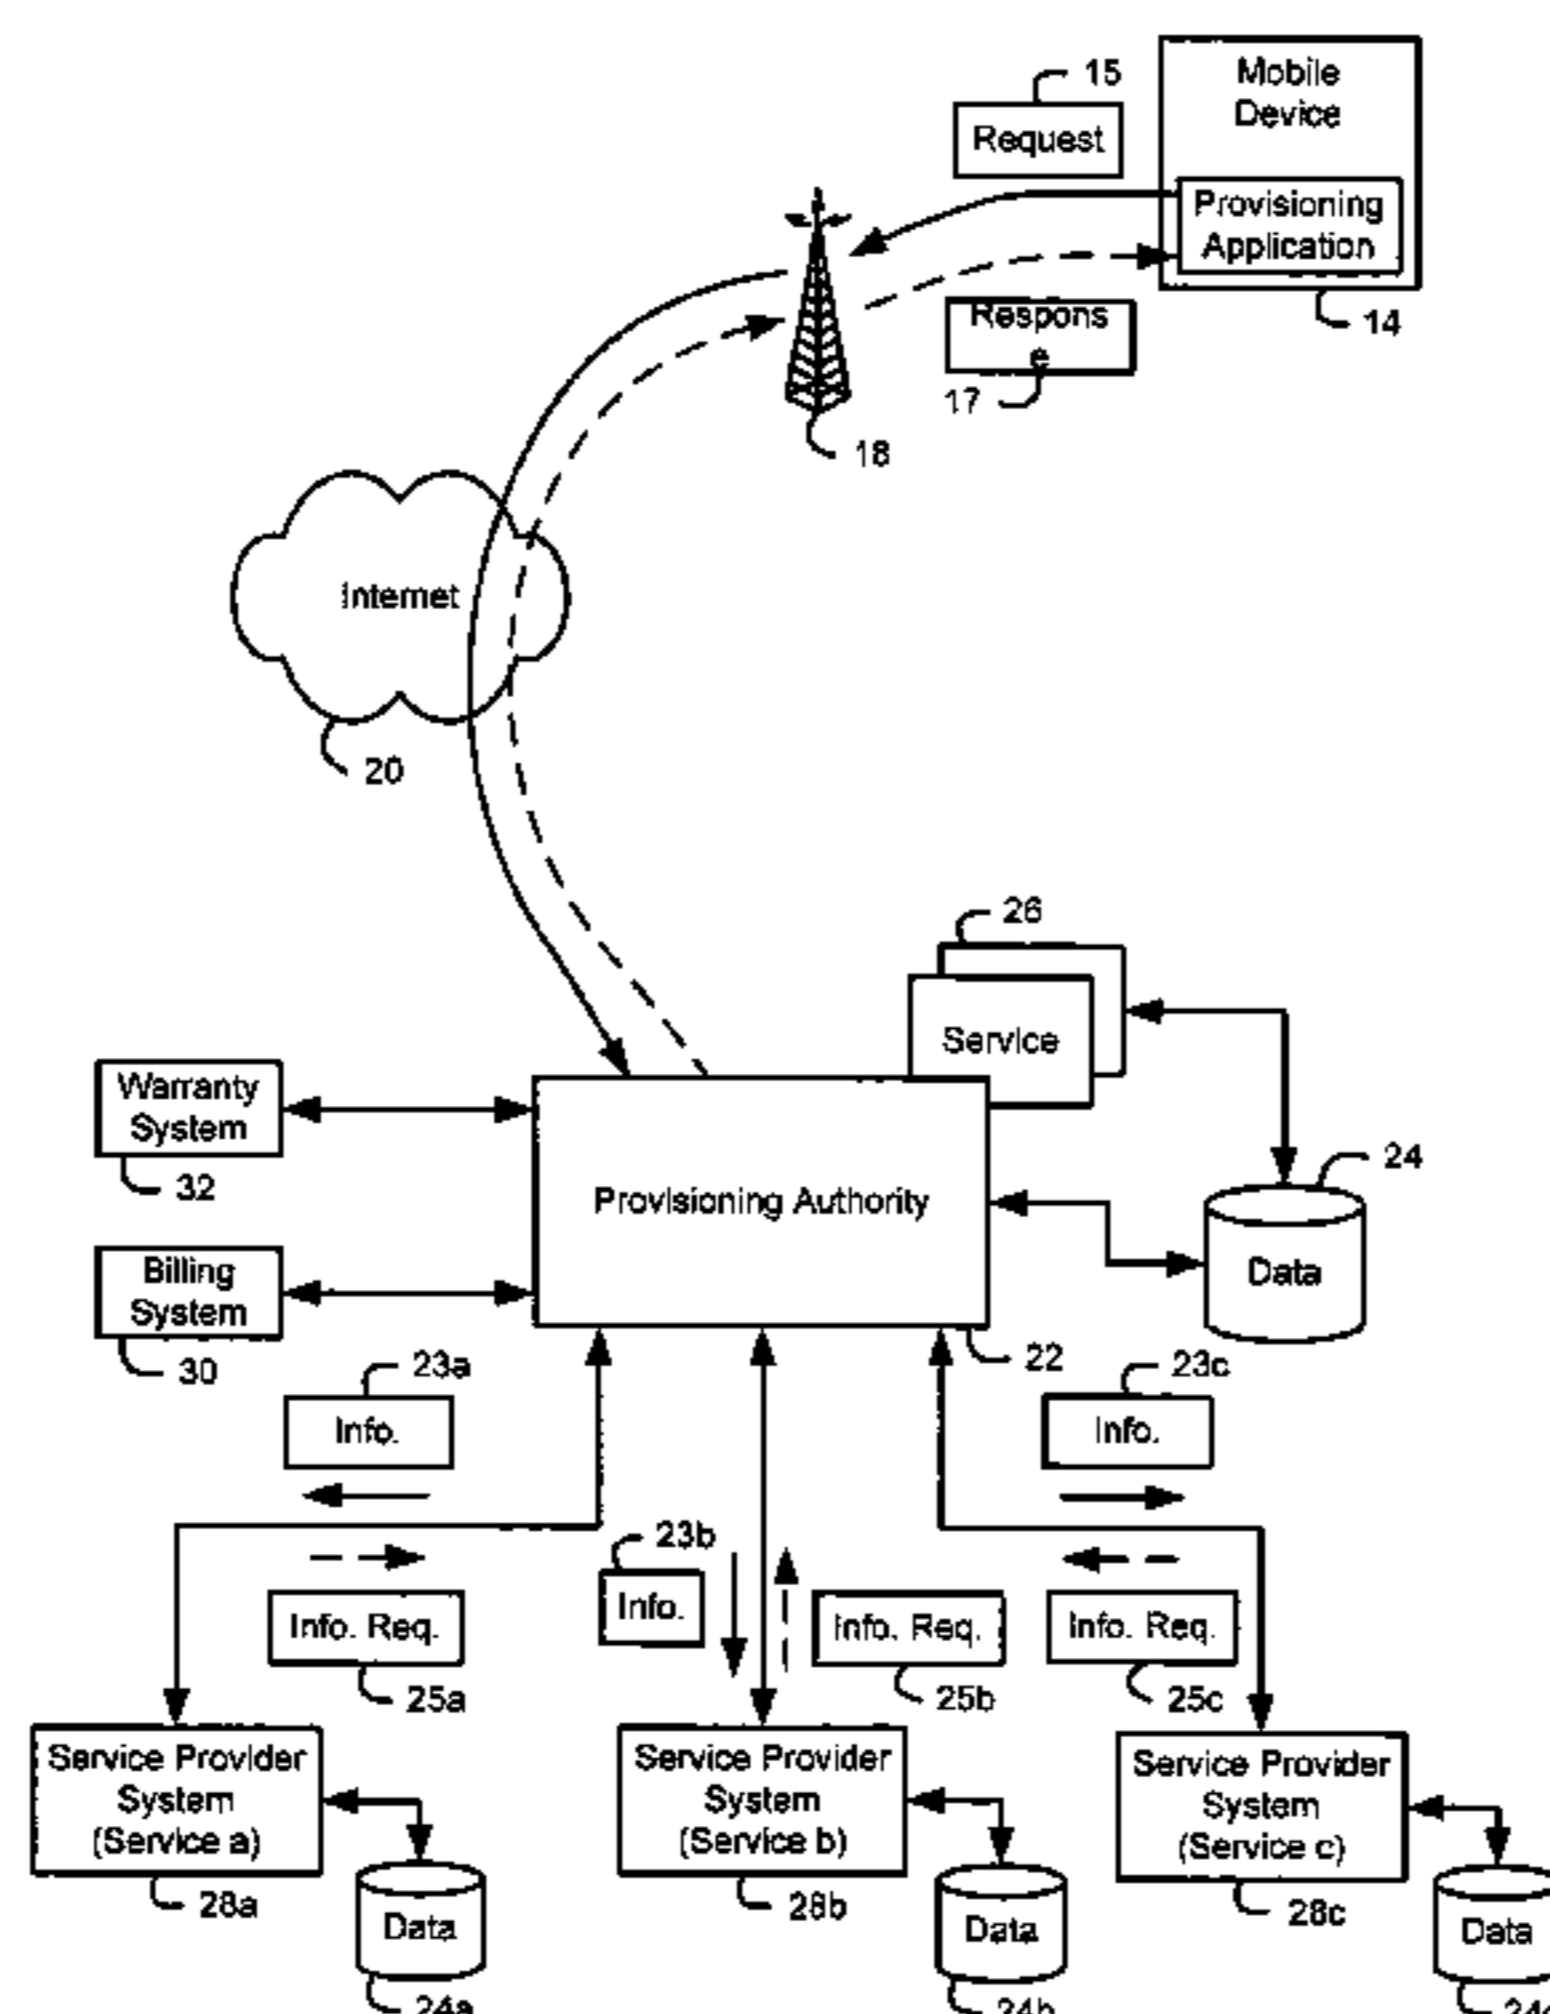 15
Mobile
Device
Request
Provisioning
Application
Respons
e
14
17
18
Internet
20
26
Service
Warranty
System
32
24
Provisioning Authority
Data
Billing
System
30
22
23a
23c
Info.
Info.
23b
Info.
Info. Req.
Info. Req.
Info. Req.
25a
25b
25c
Service Provider
System
(Service a)
Service Provider
System
(Service b)
Service Provider
System
(Service c)
28a
28b
28c
Data
Data
Data
24a
24b
24c